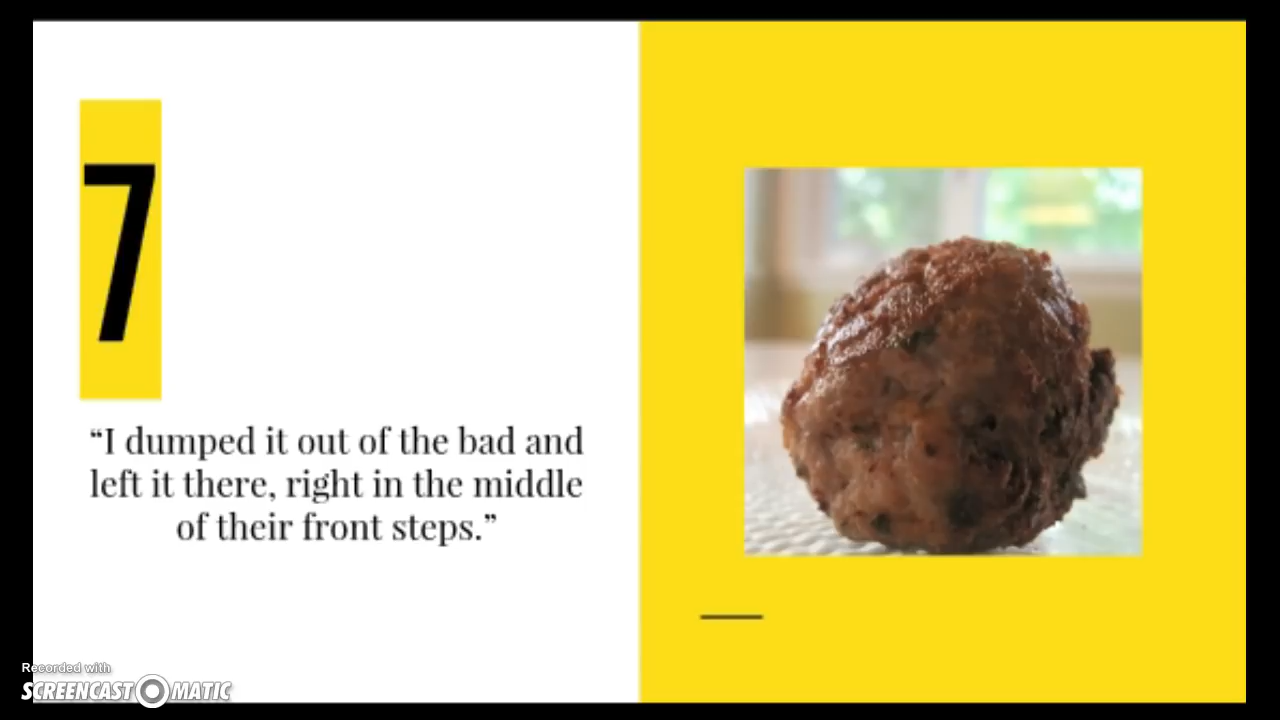 7
“I dumped it out of the bad and
left it there, right in the middle
of their front steps.”
Recorded with
SCREENCAST MATIC